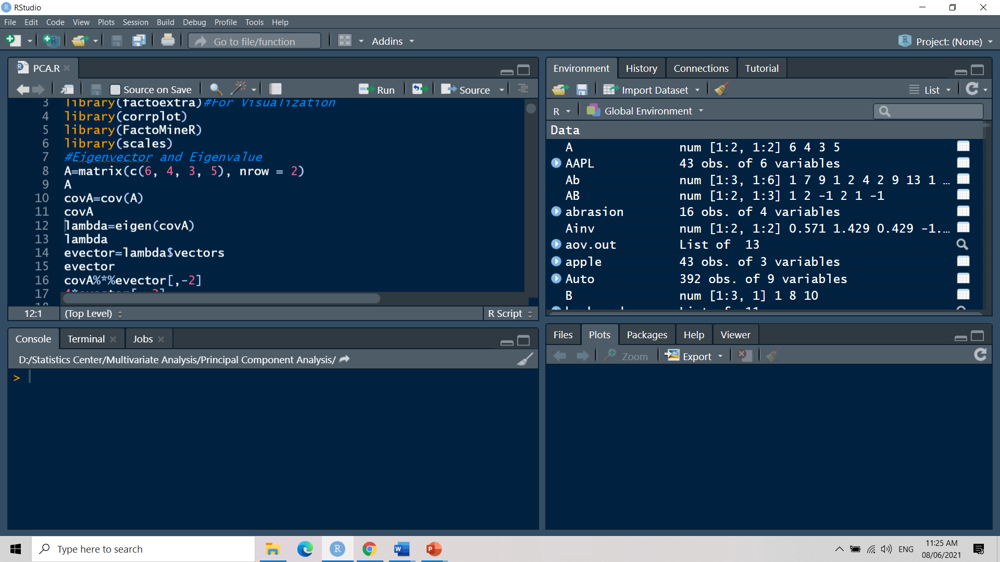 RStudio
File Edit Code View Plots Session Build Debug Profile Tools Help
Go to file/function Addins Project: (None)
PCA.R
Source on Save Run Source
3 library(factoextra)#For Visualization
4 library(corrplot)
5 library(FactoMineR)
6 library(scales)
7 #Eigenvector and Eigenvalue
8 A=matrix(c(6, 4, 3, 5), nrow = 2)
9 A
10 covA=cov(A)
11 covA
12 lambda=eigen(covA)
13 lambda
14 evector=lambda$vectors
15 evector
16 covA%*%evector[,-2]
17
12:1 (Top Level) R Script
Console Terminal Jobs
D:/Statistics Center/Multivariate Analysis/Principal Component Analysis/
>
Environment History Connections Tutorial
Import Dataset List
R Global Environment
Data
A num [1:2, 1:2] 6 4 3 5
AAPL 43 obs. of 6 variables
Ab num [1:3, 1:6] 1 7 9 1 2 4 2 9 13 1 ...
AB num [1:2, 1:3] 1 2 -1 2 1 -1
abrasion 16 obs. of 4 variables
Ainv num [1:2, 1:2] 0.571 1.429 0.429 -1....
aov.out List of 13
apple 43 obs. of 3 variables
Auto 392 obs. of 9 variables
B num [1:3, 1] 1 8 10
Files Plots Packages Help Viewer
Zoom Export
Type here to search
ENG
11:25 AM
08/06/2021